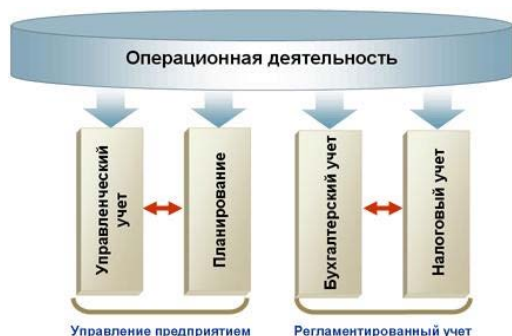 Операционная деятельность
Управленческий
учет
Планирование
Бухгалтерский учет
Налоговый учет
Управление предприятием
Регламентированный учет